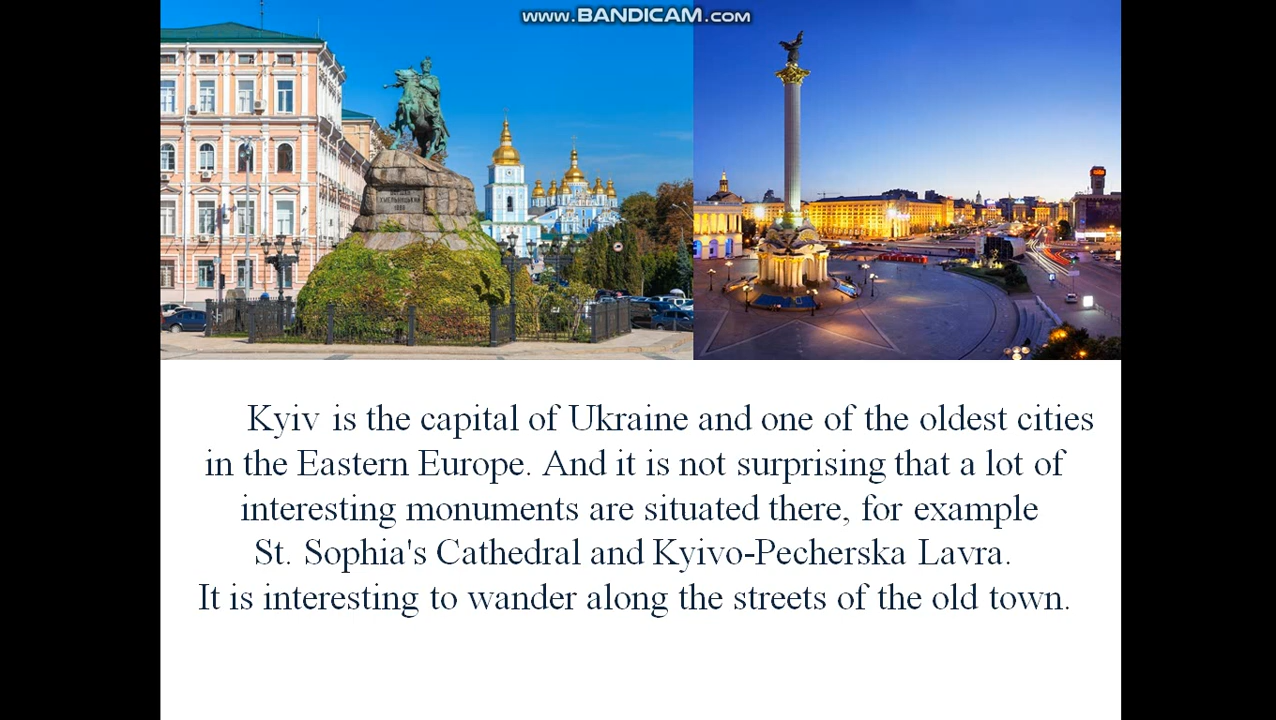 www.BANDICAM.com
Kyiv is the capital of Ukraine and one of the oldest cities
in the Eastern Europe. And it is not surprising that a lot of
interesting monuments are situated there, for example
St. Sophia's Cathedral and Kyivo-Pecherska Lavra.
It is interesting to wander along the streets of the old town.